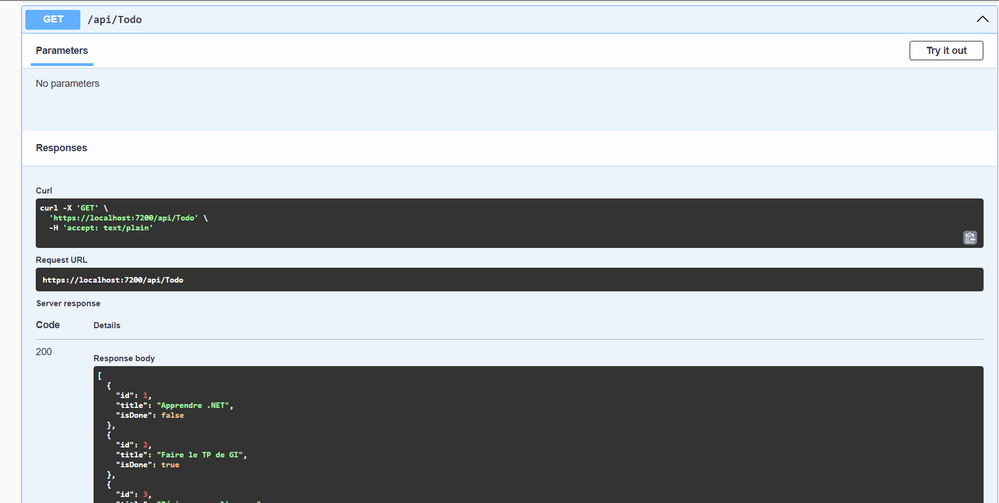 GET /api/Todo
Parameters
Try it out
No parameters
Responses
Curl
curl -X 'GET' \
  'https://localhost:7200/api/Todo' \
  -H 'accept: text/plain'
Request URL
https://localhost:7200/api/Todo
Server response
Code Details
200
Response body
[
  {
    "id": 1,
    "title": "Apprendre .NET",
    "isDone": false
  },
  {
    "id": 2,
    "title": "Faire le TP de GI",
    "isDone": true
  },
  {
    "id": 3,